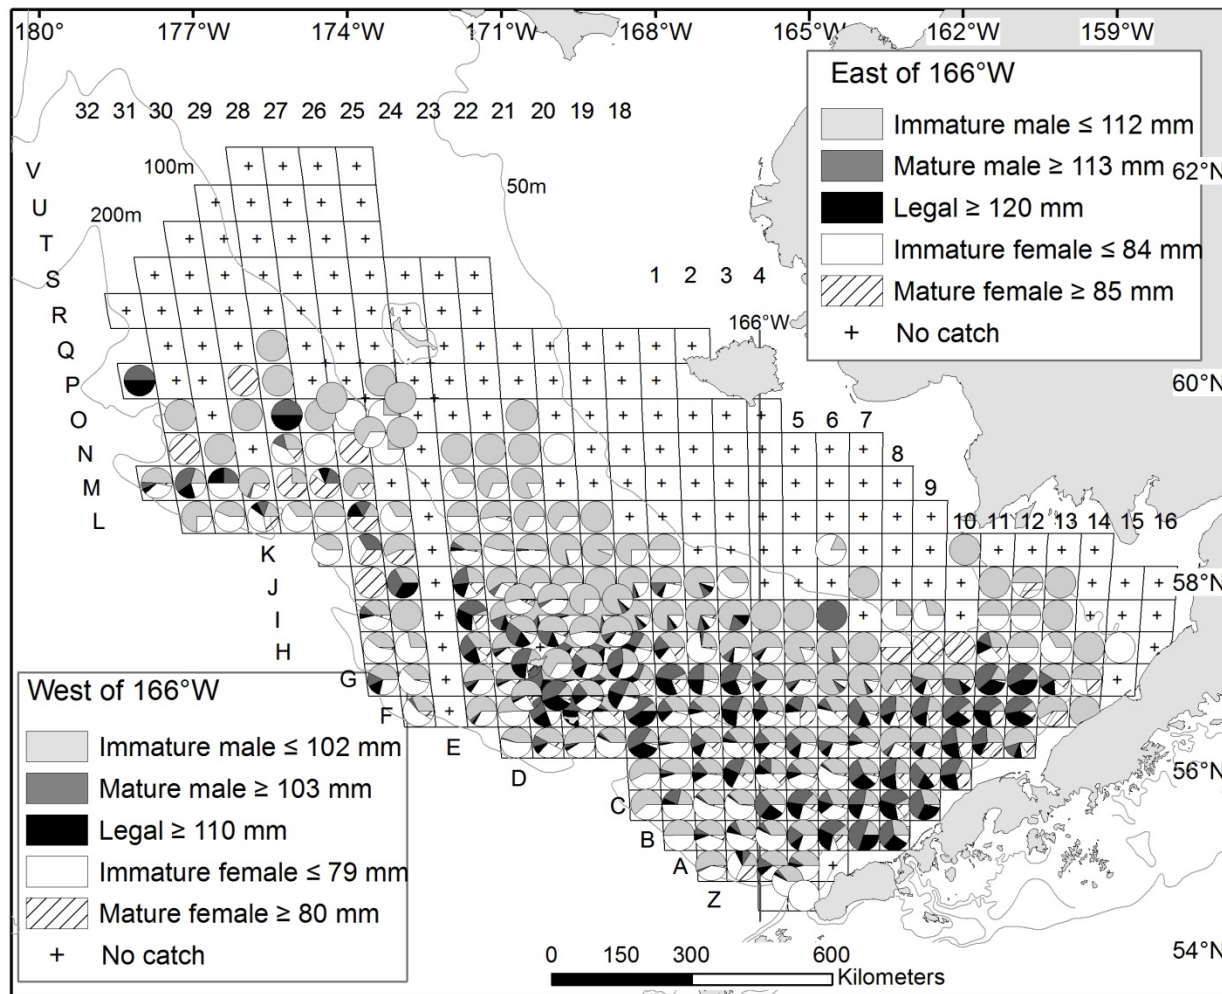 180° 177°W 174°W 171°W 168°W 165°W 162°W 159°W
East of 166°W
Immature male ≤ 112 mm
Mature male ≥ 113 mm
Legal ≥ 120 mm
Immature female ≤ 84 mm
Mature female ≥ 85 mm
+ No catch
32 31 30 29 28 27 26 25 24 23 22 21 20 19 18
100m
50m
200m
62°N
60°N
58°N
56°N
54°N
V
U
T
S
R
Q
P
O
N
M
L
K
J
I
H
G
F
E
D
C
B
A
Z
1 2 3 4
166°W
5 6 7
8
9
10 11 12 13 14 15 16
West of 166°W
Immature male ≤ 102 mm
Mature male ≥ 103 mm
Legal ≥ 110 mm
Immature female ≤ 79 mm
Mature female ≥ 80 mm
+ No catch
0 150 300 600
Kilometers